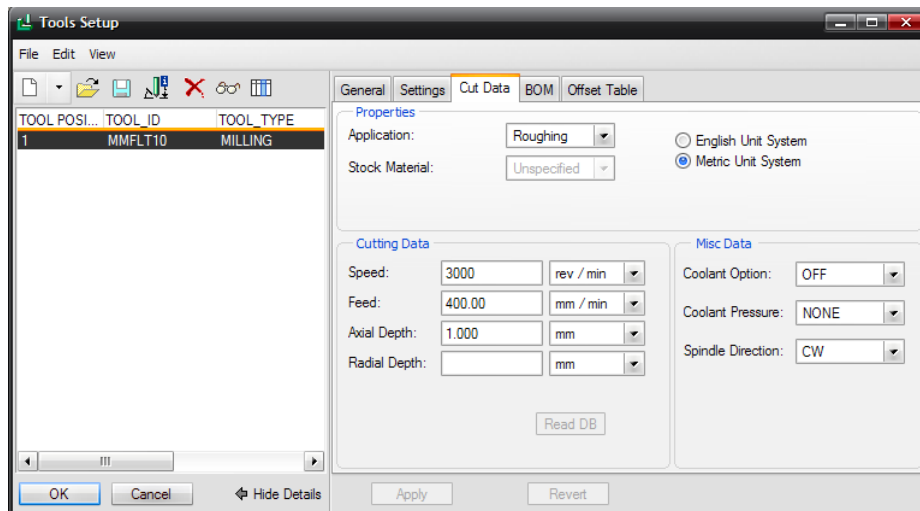 Tools Setup
File Edit View
General Settings Cut Data BOM Offset Table
TOOL POSI... TOOL_ID TOOL_TYPE
1 MMFLT10 MILLING
Properties
Application: Roughing
English Unit System
Stock Material: Unspecified
Metric Unit System
Cutting Data
Speed: 3000 rev / min
Feed: 400.00 mm / min
Axial Depth: 1.000 mm
Radial Depth: mm
Read DB
Misc Data
Coolant Option: OFF
Coolant Pressure: NONE
Spindle Direction: CW
OK Cancel Hide Details Apply Revert